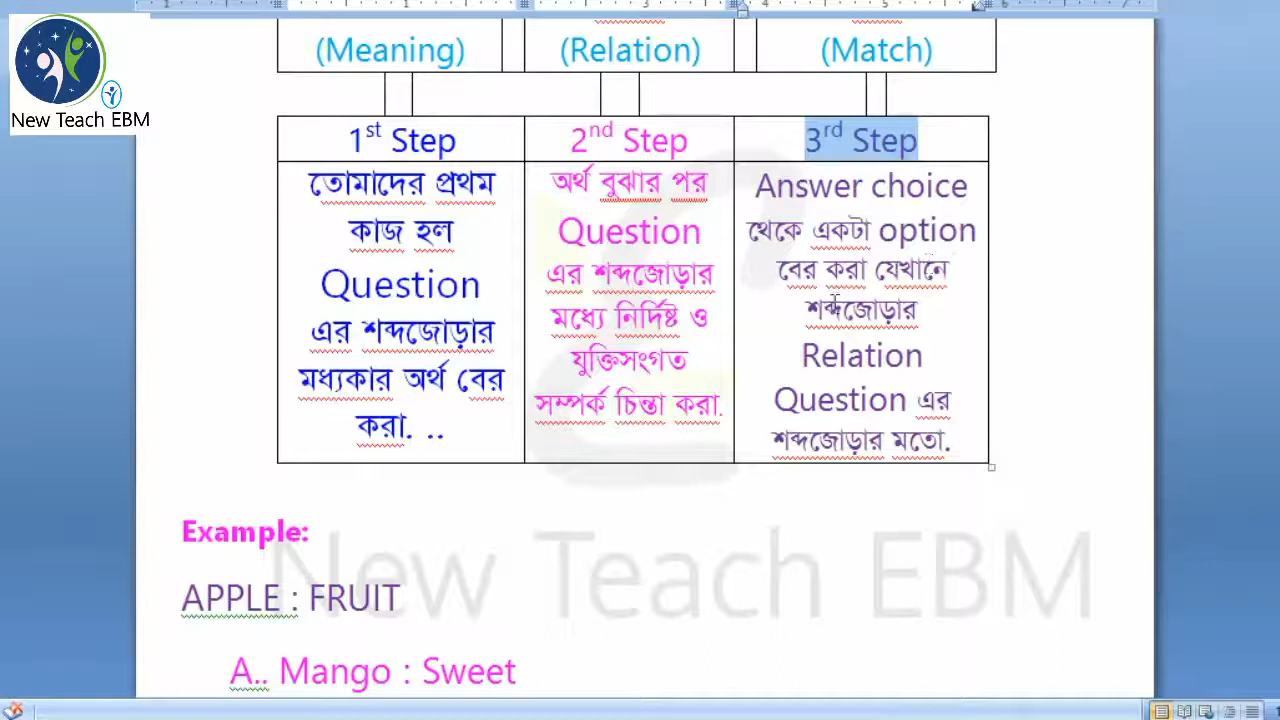 New Teach EBM
(Meaning) (Relation) (Match)
1st Step 2nd Step 3rd Step
তোমাদের প্রথম
কাজ হল
Question
এর শব্দজোড়ার
মধ্যকার অর্থ বের
করা. ..
অর্থ বুঝার পর
Question
এর শব্দজোড়ার
মধ্যে নির্দিষ্ট ও
যুক্তিসংগত
সম্পর্ক চিন্তা করা.
Answer choice
থেকে একটা option
বের করা যেখানে
শব্দজোড়ার
Relation
Question এর
শব্দজোড়ার মতো.
Example:
New Teach EBM
APPLE : FRUIT
A.. Mango : Sweet